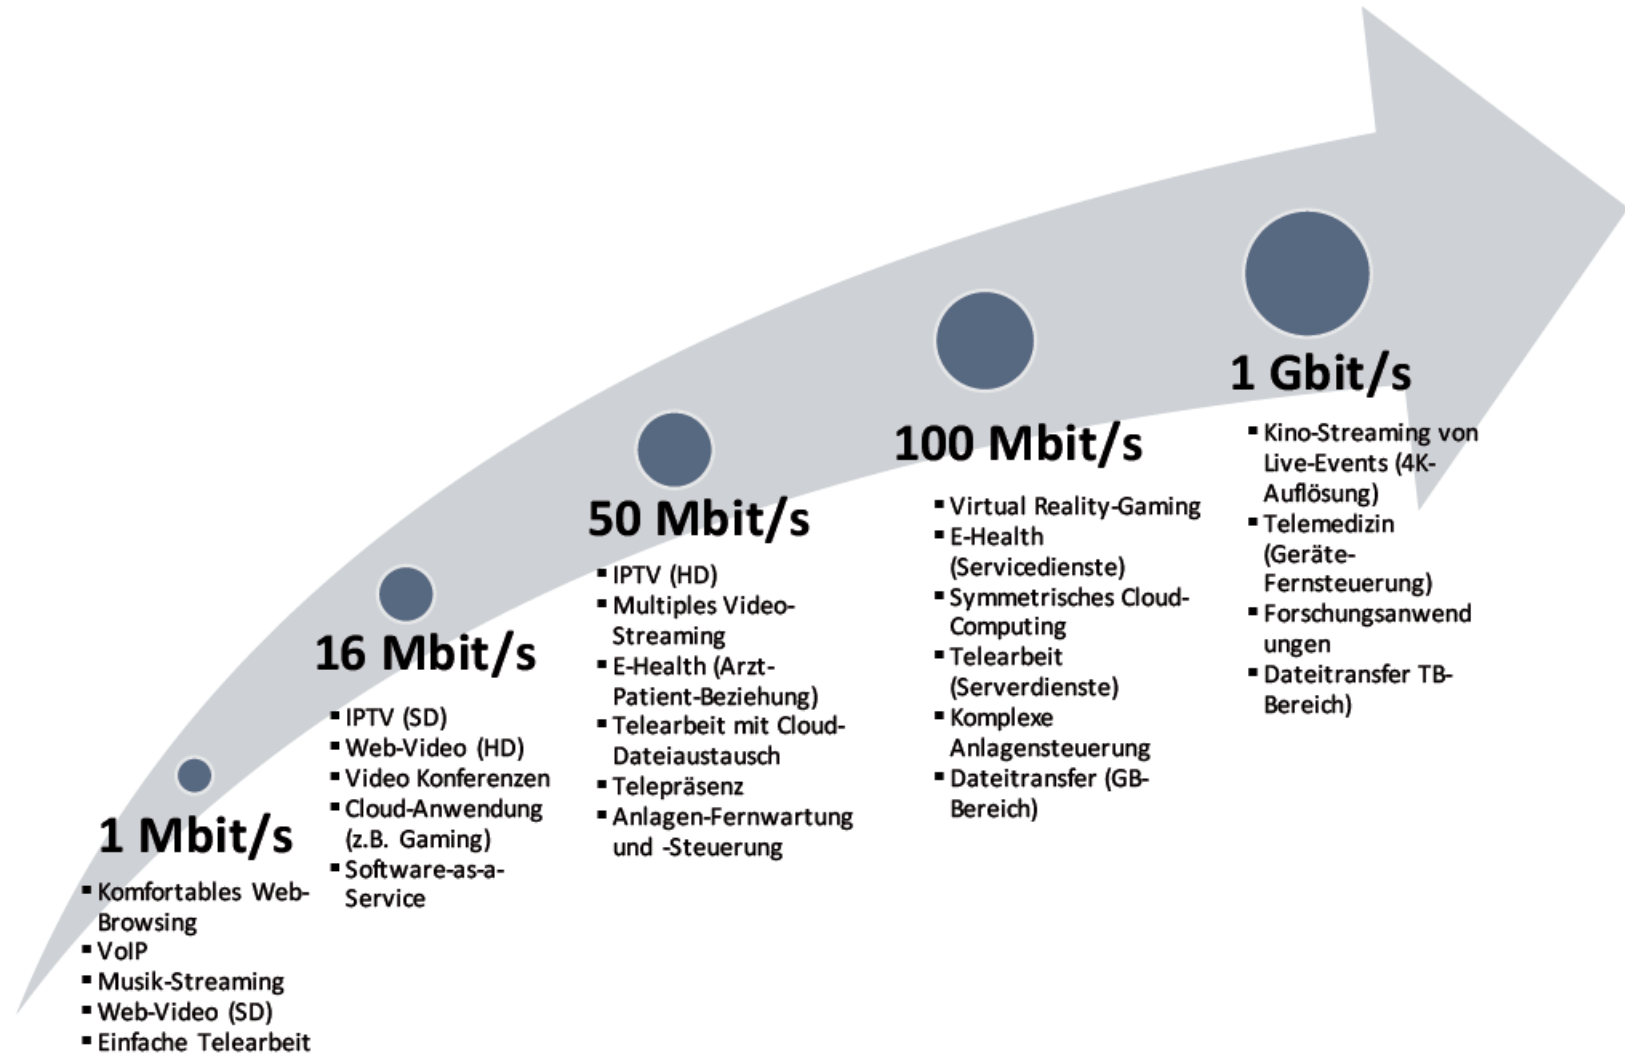 1 Mbit/s
▪ Komfortables Web-
Browsing
▪ VoIP
▪ Musik-Streaming
▪ Web-Video (SD)
▪ Einfache Telearbeit
16 Mbit/s
▪ IPTV (SD)
▪ Web-Video (HD)
▪ Video Konferenzen
▪ Cloud-Anwendung
(z.B. Gaming)
▪ Software-as-a-
Service
50 Mbit/s
▪ IPTV (HD)
▪ Multiples Video-
Streaming
▪ E-Health (Arzt-
Patient-Beziehung)
▪ Telearbeit mit Cloud-
Dateiaustausch
▪ Telepräsenz
▪ Anlagen-Fernwartung
und -Steuerung
100 Mbit/s
▪ Virtual Reality-Gaming
▪ E-Health
(Servicedienste)
▪ Symmetrisches Cloud-
Computing
▪ Telearbeit
(Serverdienste)
▪ Komplexe
Anlagensteuerung
▪ Dateitransfer (GB-
Bereich)
1 Gbit/s
▪ Kino-Streaming von
Live-Events (4K-
Auflösung)
▪ Telemedizin
(Geräte-
Fernsteuerung)
▪ Forschungsanwend
ungen
▪ Dateitransfer TB-
Bereich)